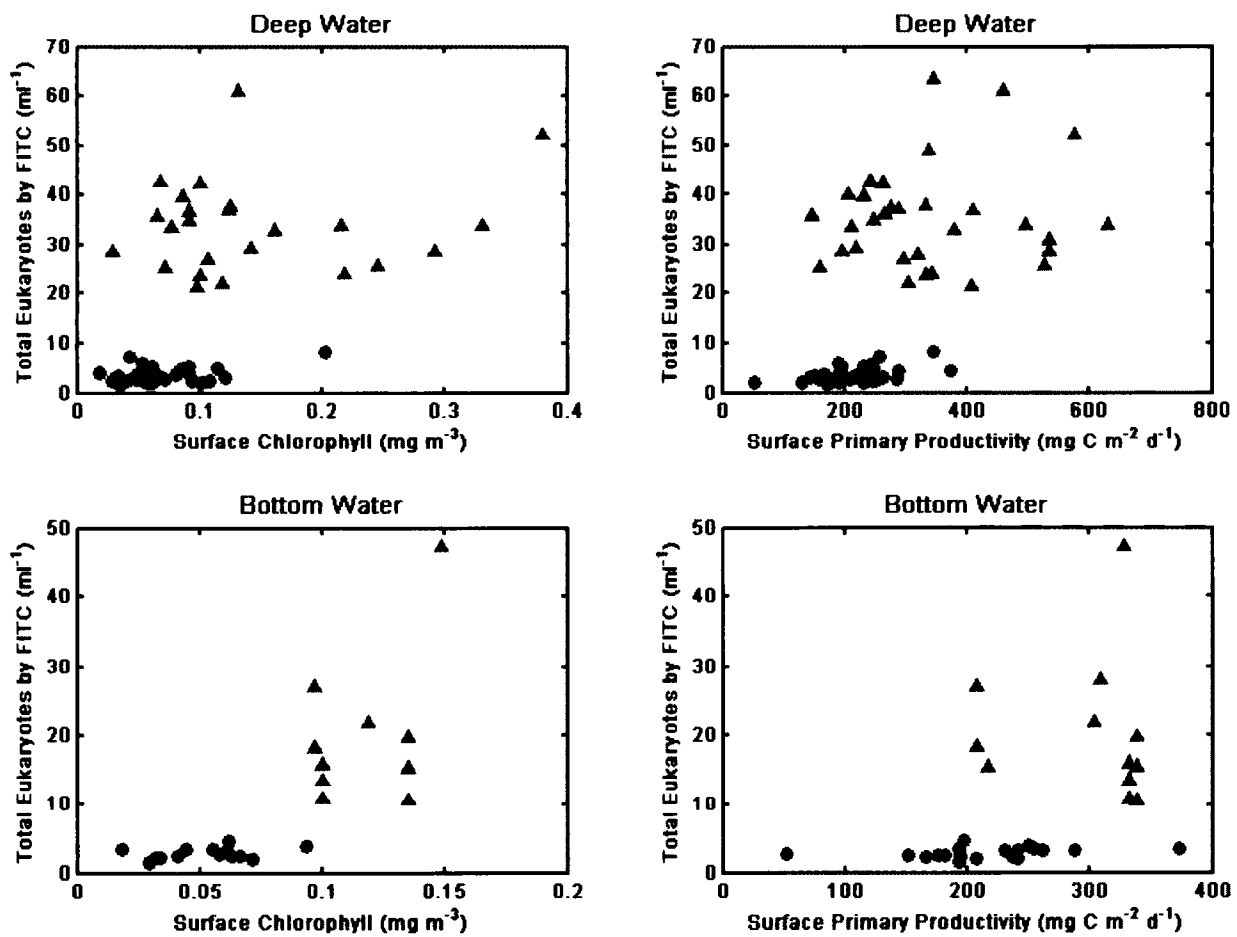 Deep Water
70
60
50
40
30
20
10
0
Total Eukaryotes by FITC (ml⁻¹)
0 0.1 0.2 0.3 0.4
Surface Chlorophyll (mg m⁻³)
Deep Water
70
60
50
40
30
20
10
0
Total Eukaryotes by FITC (ml⁻¹)
200 400 600 800
Surface Primary Productivity (mg C m⁻² d⁻¹)
Bottom Water
50
40
30
20
10
0
Total Eukaryotes by FITC (ml⁻¹)
0 0.05 0.1 0.15 0.2
Surface Chlorophyll (mg m⁻³)
Bottom Water
50
40
30
20
10
0
Total Eukaryotes by FITC (ml⁻¹)
0 100 200 300 400
Surface Primary Productivity (mg C m⁻² d⁻¹)